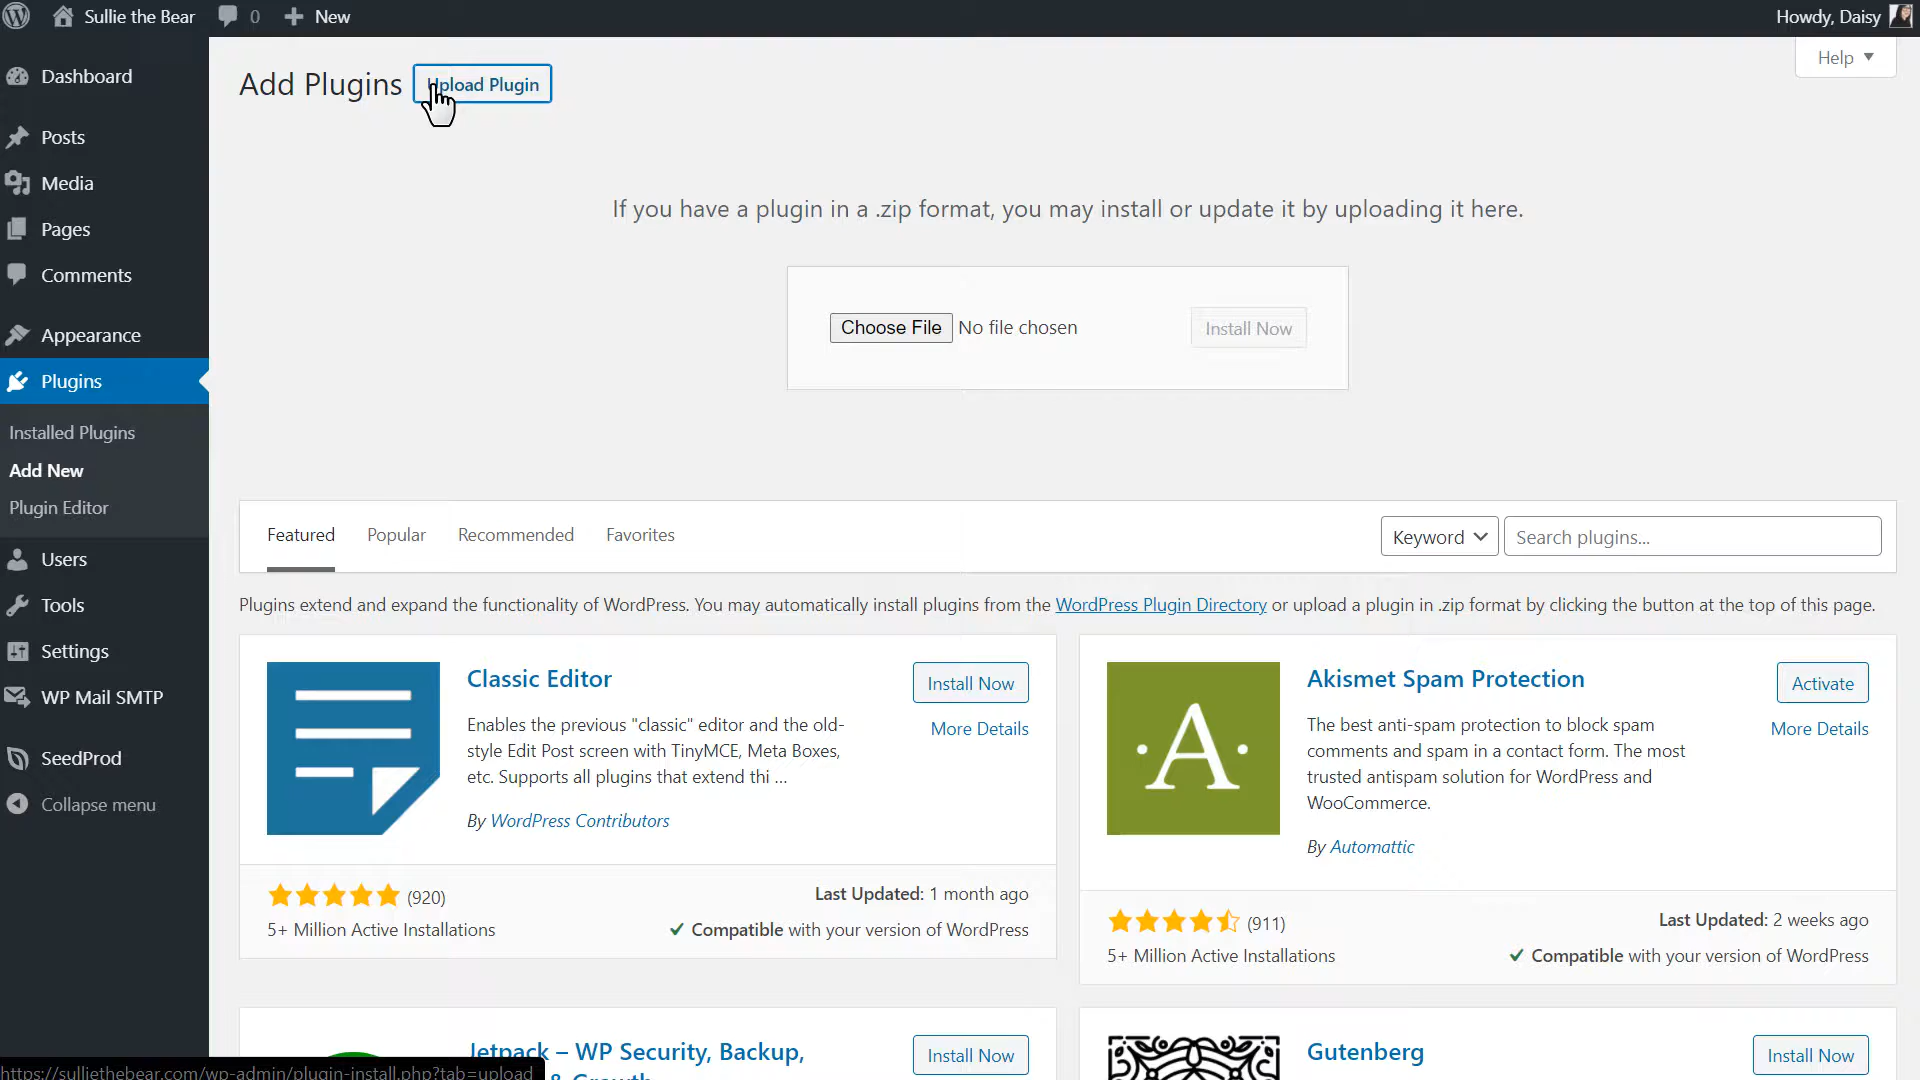 Sullie the Bear 0 New Howdy, Daisy
Help
Dashboard
Posts
Media
Pages
Comments
Appearance
Plugins
Installed Plugins
Add New
Plugin Editor
Users
Tools
Settings
WP Mail SMTP
SeedProd
Collapse menu
Add Plugins Upload Plugin
If you have a plugin in a .zip format, you may install or update it by uploading it here.
Choose File No file chosen Install Now
Featured Popular Recommended Favorites Keyword Search plugins...
Plugins extend and expand the functionality of WordPress. You may automatically install plugins from the WordPress Plugin Directory or upload a plugin in .zip format by clicking the button at the top of this page.
Classic Editor
Install Now
More Details
Enables the previous "classic" editor and the old-
style Edit Post screen with TinyMCE, Meta Boxes,
etc. Supports all plugins that extend thi ...
By WordPress Contributors
(920)
Last Updated: 1 month ago
5+ Million Active Installations
Compatible with your version of WordPress
·A·
Akismet Spam Protection
Activate
More Details
The best anti-spam protection to block spam
comments and spam in a contact form. The most
trusted antispam solution for WordPress and
WooCommerce.
By Automattic
(911)
Last Updated: 2 weeks ago
5+ Million Active Installations
Compatible with your version of WordPress
Jetpack – WP Security, Backup,
& Growth
Install Now
Gutenberg
Install Now
https://sulliethebear.com/wp-admin/plugin-install.php?tab=upload